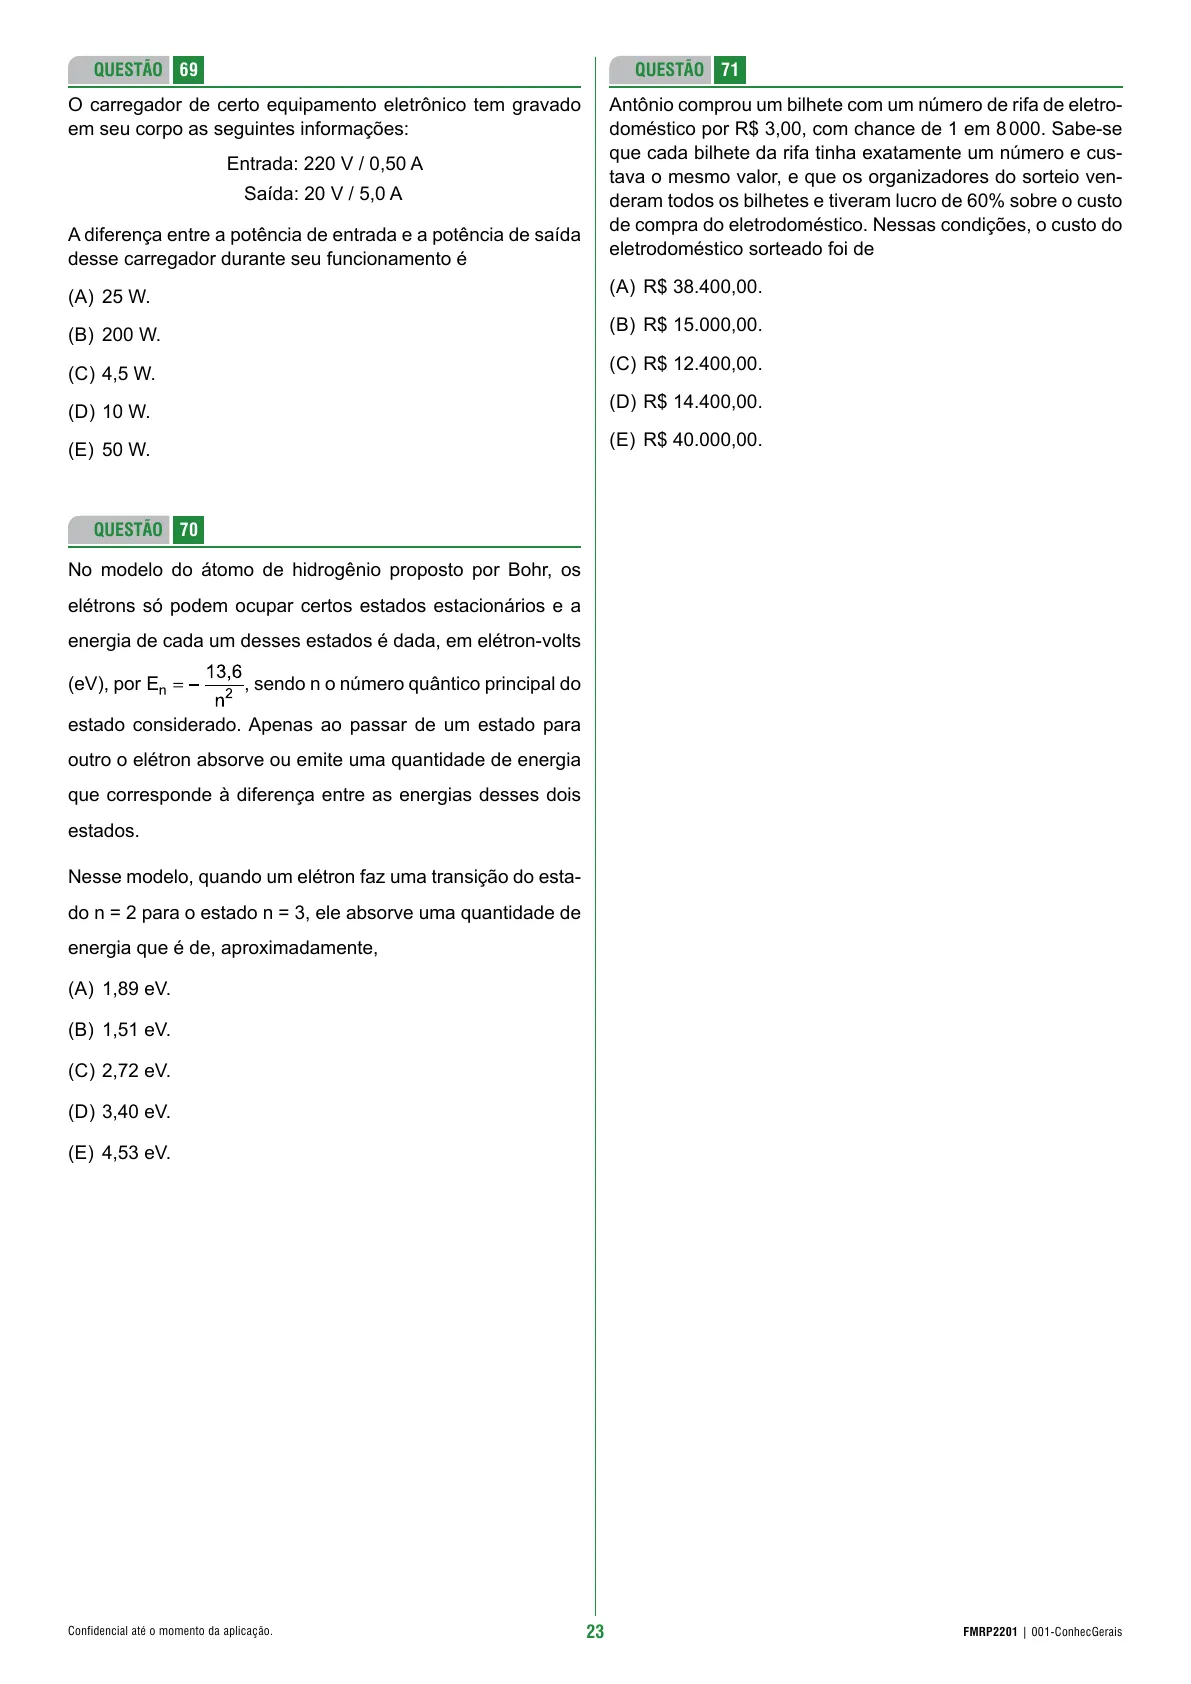 QUESTÃO 69
O carregador de certo equipamento eletrônico tem gravado
em seu corpo as seguintes informações:
Entrada: 220 V / 0,50 A
Saída: 20 V / 5,0 A
A diferença entre a potência de entrada e a potência de saída
desse carregador durante seu funcionamento é
(A) 25 W.
(B) 200 W.
(C) 4,5 W.
(D) 10 W.
(E) 50 W.
QUESTÃO 70
No modelo do átomo de hidrogênio proposto por Bohr, os
elétrons só podem ocupar certos estados estacionários e a
energia de cada um desses estados é dada, em elétron-volts
(eV), por Eₙ = – 13,6/n², sendo n o número quântico principal do
estado considerado. Apenas ao passar de um estado para
outro o elétron absorve ou emite uma quantidade de energia
que corresponde à diferença entre as energias desses dois
estados.
Nesse modelo, quando um elétron faz uma transição do esta-
do n = 2 para o estado n = 3, ele absorve uma quantidade de
energia que é de, aproximadamente,
(A) 1,89 eV.
(B) 1,51 eV.
(C) 2,72 eV.
(D) 3,40 eV.
(E) 4,53 eV.
QUESTÃO 71
Antônio comprou um bilhete com um número de rifa de eletro-
doméstico por R$ 3,00, com chance de 1 em 8 000. Sabe-se
que cada bilhete da rifa tinha exatamente um número e cus-
tava o mesmo valor, e que os organizadores do sorteio ven-
deram todos os bilhetes e tiveram lucro de 60% sobre o custo
de compra do eletrodoméstico. Nessas condições, o custo do
eletrodoméstico sorteado foi de
(A) R$ 38.400,00.
(B) R$ 15.000,00.
(C) R$ 12.400,00.
(D) R$ 14.400,00.
(E) R$ 40.000,00.
Confidencial até o momento da aplicação.
23
FMRP2201 | 001-ConhecGerais